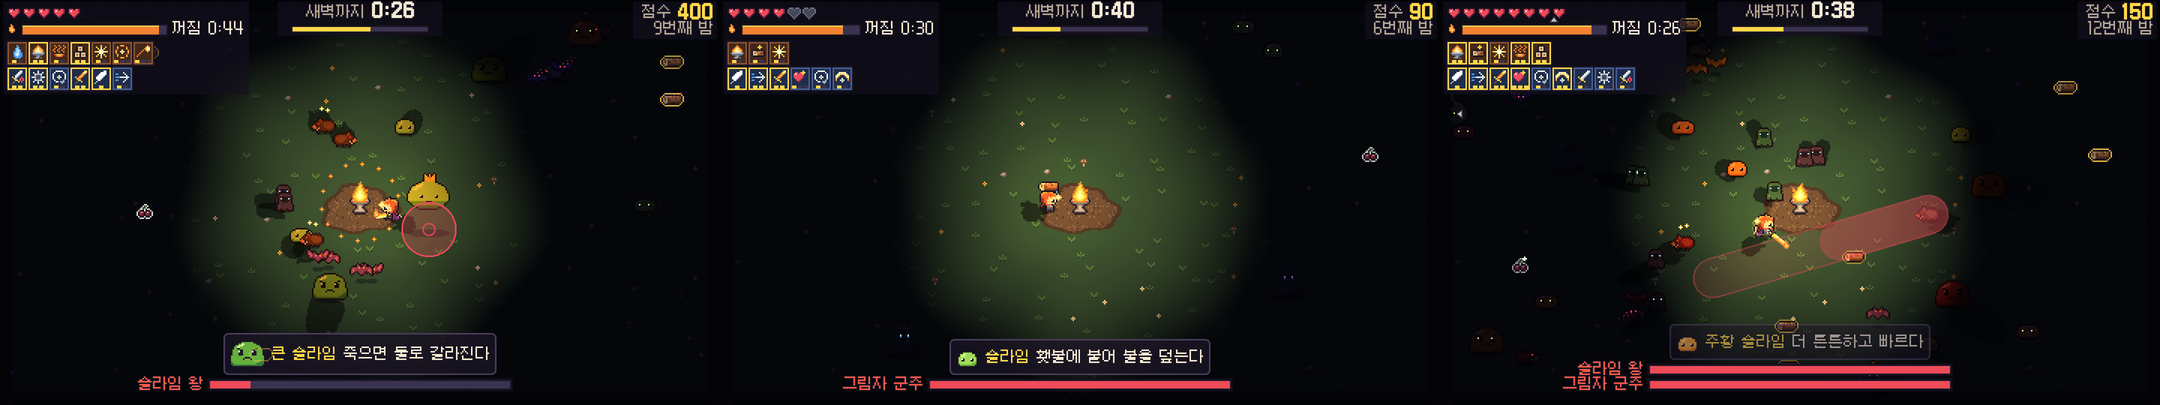 꺼짐 0:44
새벽까지 0:26
점수 400
9번째 밤
큰 슬라임 죽으면 둘로 갈라진다
슬라임 왕
꺼짐 0:30
새벽까지 0:40
점수 90
6번째 밤
슬라임 횃불에 붙어 불을 덮는다
그림자 군주
꺼짐 0:26
새벽까지 0:38
점수 150
12번째 밤
주황 슬라임 더 튼튼하고 빠르다
슬라임 왕
그림자 군주